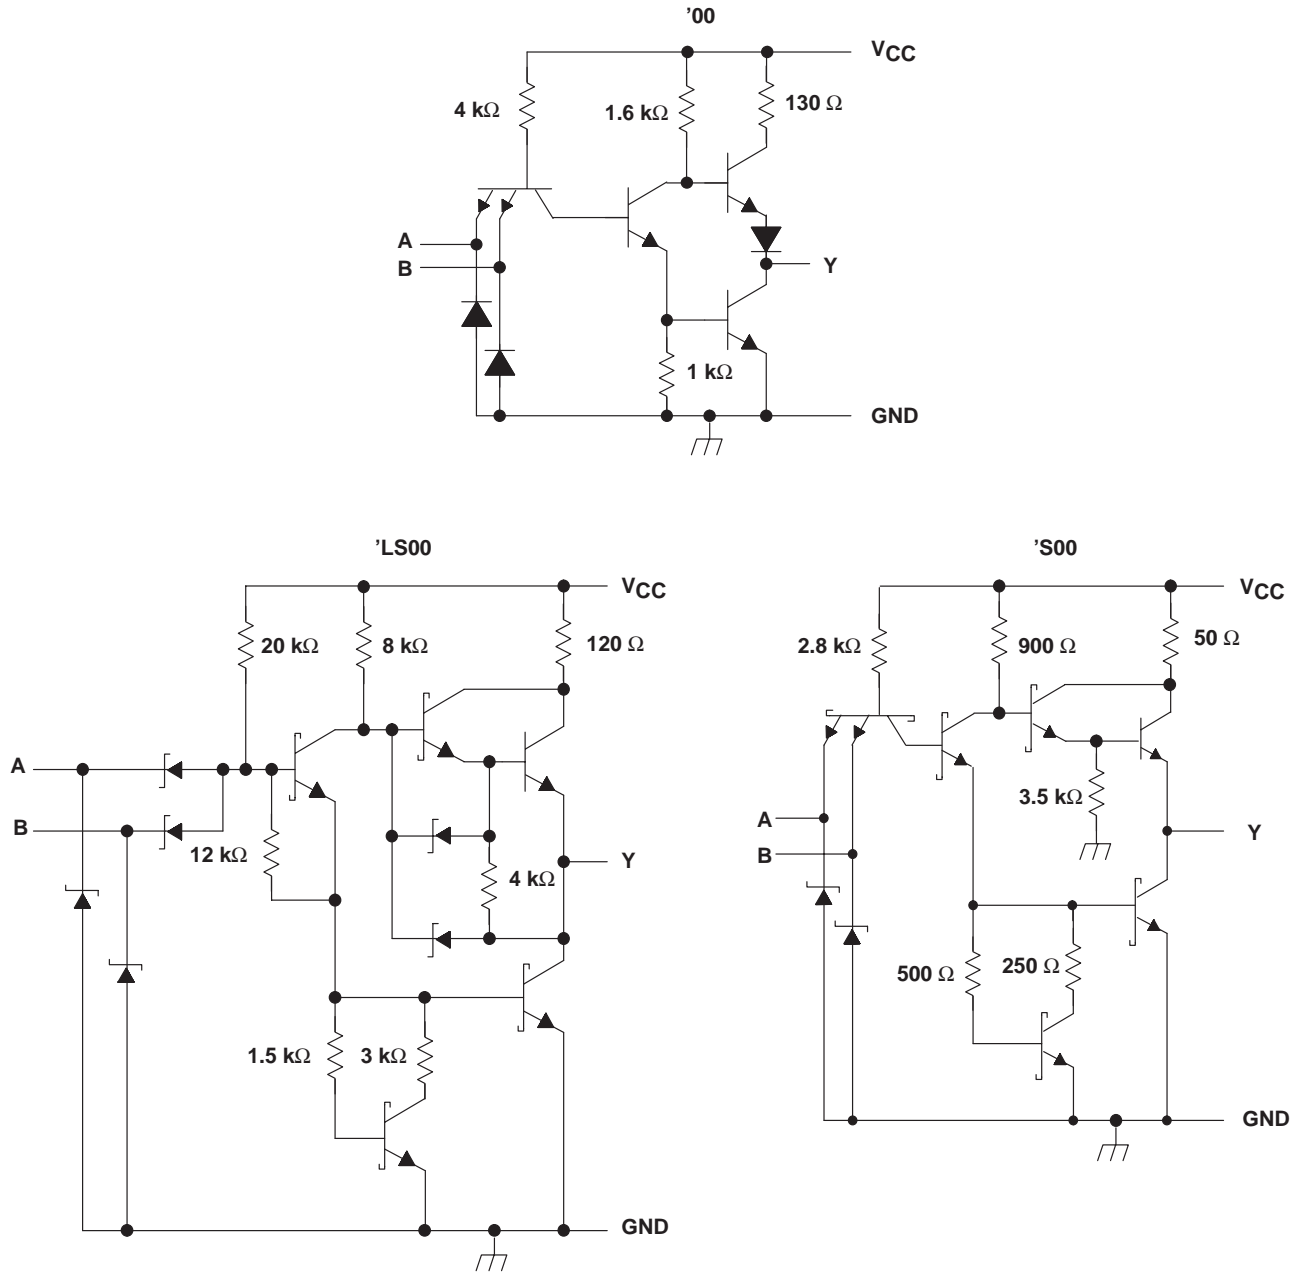 ’00
VCC
4 kΩ
1.6 kΩ
130 Ω
A
B
Y
1 kΩ
GND
’LS00
VCC
20 kΩ
8 kΩ
120 Ω
A
B
12 kΩ
Y
4 kΩ
1.5 kΩ
3 kΩ
GND
’S00
VCC
2.8 kΩ
900 Ω
50 Ω
3.5 kΩ
A
B
Y
500 Ω
250 Ω
GND